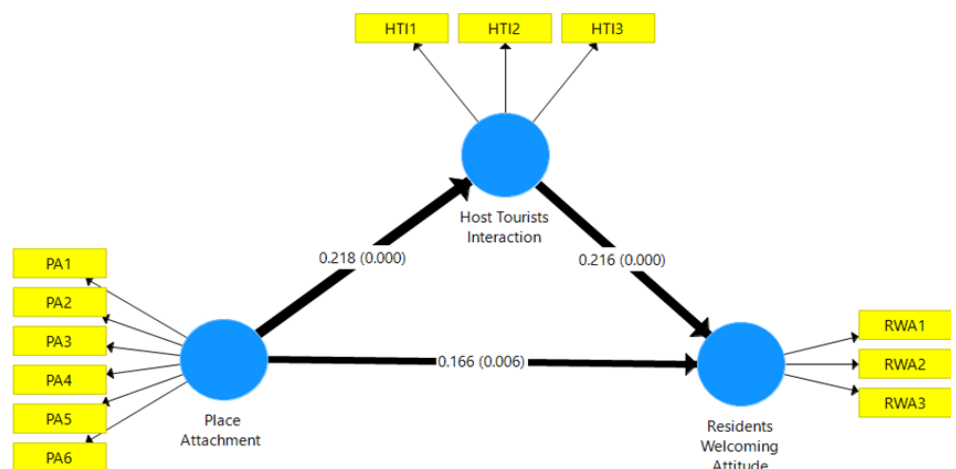 HTI1
HTI2
HTI3
Host Tourists
Interaction
0.218 (0.000)
0.216 (0.000)
PA1
PA2
PA3
PA4
PA5
PA6
Place
Attachment
0.166 (0.006)
RWA1
RWA2
RWA3
Residents
Welcoming
Attitude